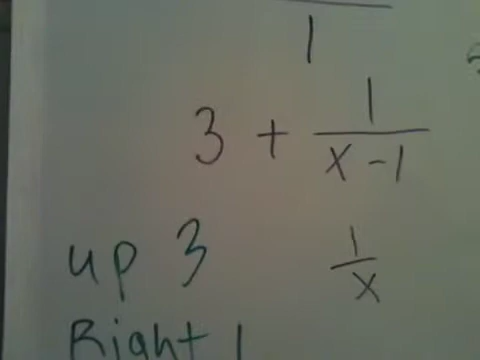 1
3 + 1/(x-1)
up 3
1/x
Right 1